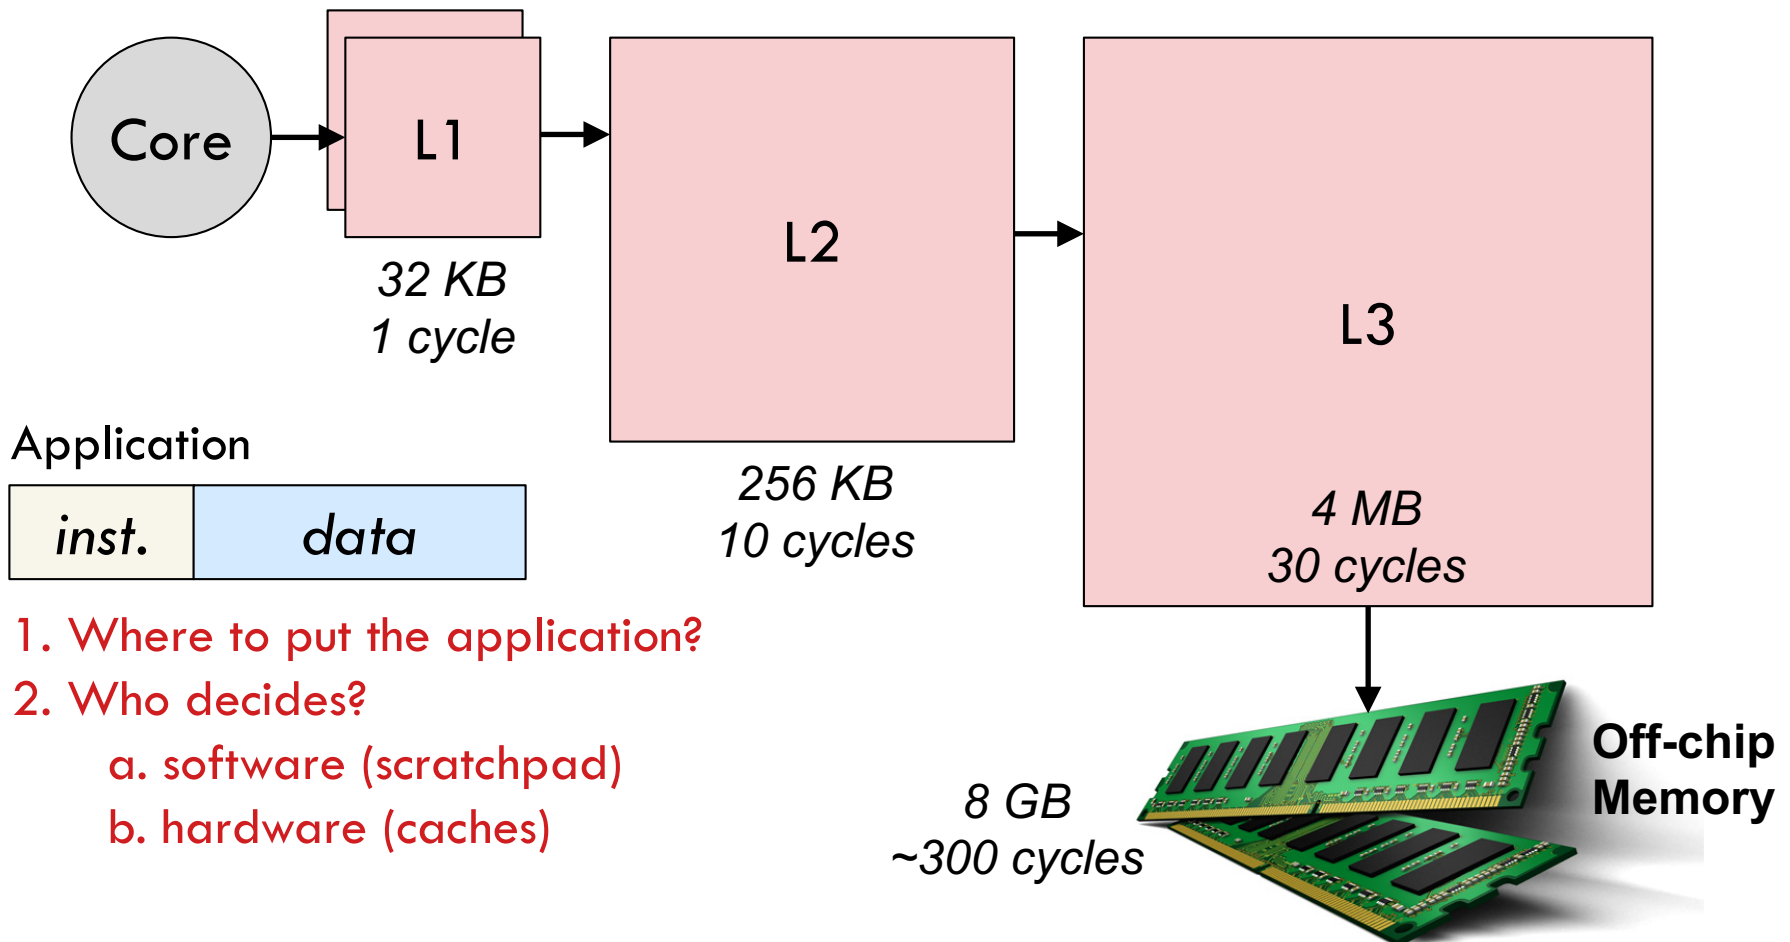 Core
L1
32 KB
1 cycle
L2
256 KB
10 cycles
L3
4 MB
30 cycles
Application
inst.
data
1. Where to put the application?
2. Who decides?
a. software (scratchpad)
b. hardware (caches)
8 GB
~300 cycles
Off-chip
Memory